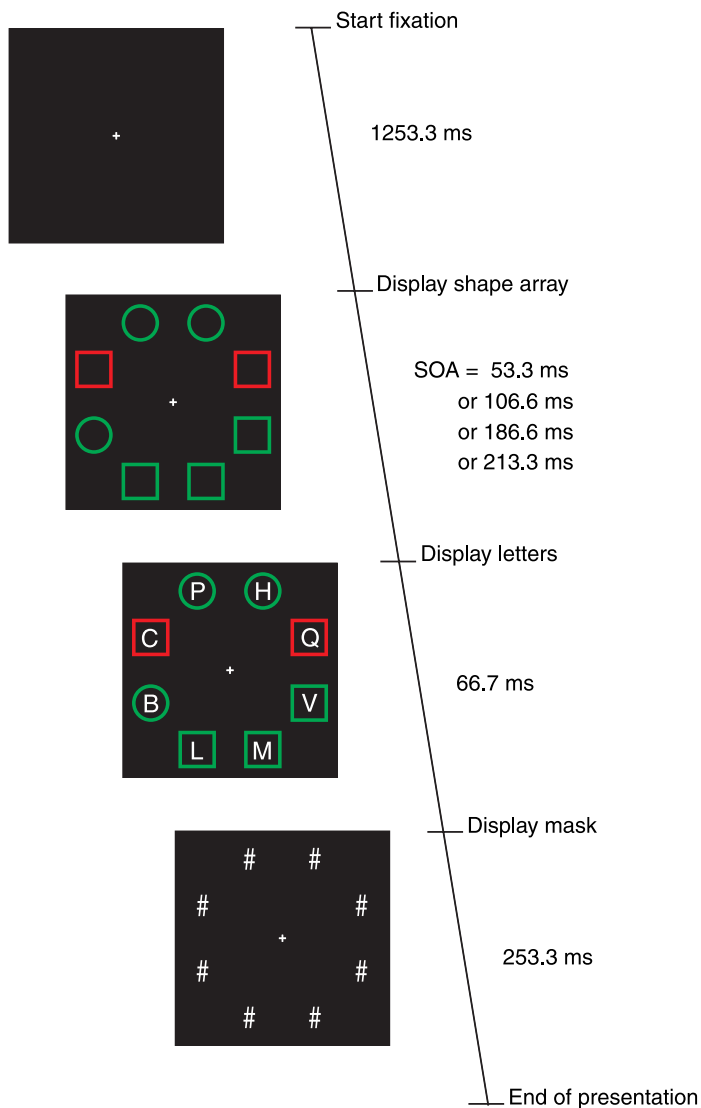 Start fixation
+
1253.3 ms
Display shape array
SOA = 53.3 ms
or 106.6 ms
+
or 186.6 ms
or 213.3 ms
Display letters
P H
C Q
+
66.7 ms
B V
L M
Display mask
# #
# #
+
253.3 ms
# #
# #
End of presentation